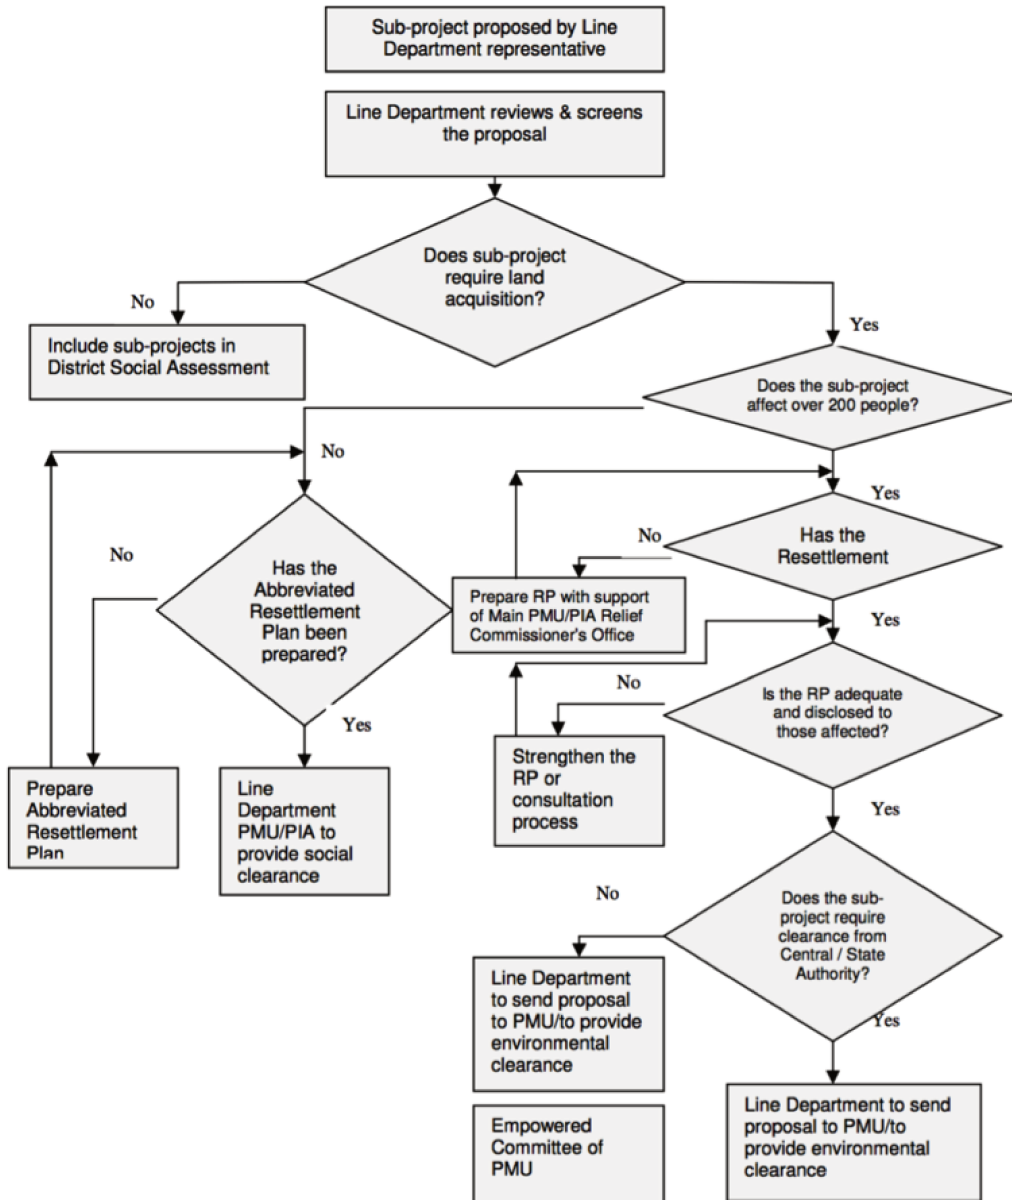 Sub-project proposed by Line
Department representative
Line Department reviews & screens
the proposal
Does sub-project
require land
acquisition?
No
Yes
Include sub-projects in
District Social Assessment
Does the sub-project
affect over 200 people?
No
Yes
Has the
Resettlement
No
No
Has the
Abbreviated
Resettlement
Plan been
prepared?
Prepare RP with support
of Main PMU/PIA Relief
Commissioner's Office
Yes
No
Is the RP adequate
and disclosed to
those affected?
Yes
Prepare
Abbreviated
Resettlement
Plan
Line
Department
PMU/PIA to
provide social
clearance
Strengthen the
RP or
consultation
process
Yes
No
Does the sub-
project require
clearance from
Central / State
Authority?
Line Department
to send proposal
to PMU/to provide
environmental
clearance
Yes
Empowered
Committee of
PMU
Line Department to send
proposal to PMU/to
provide environmental
clearance